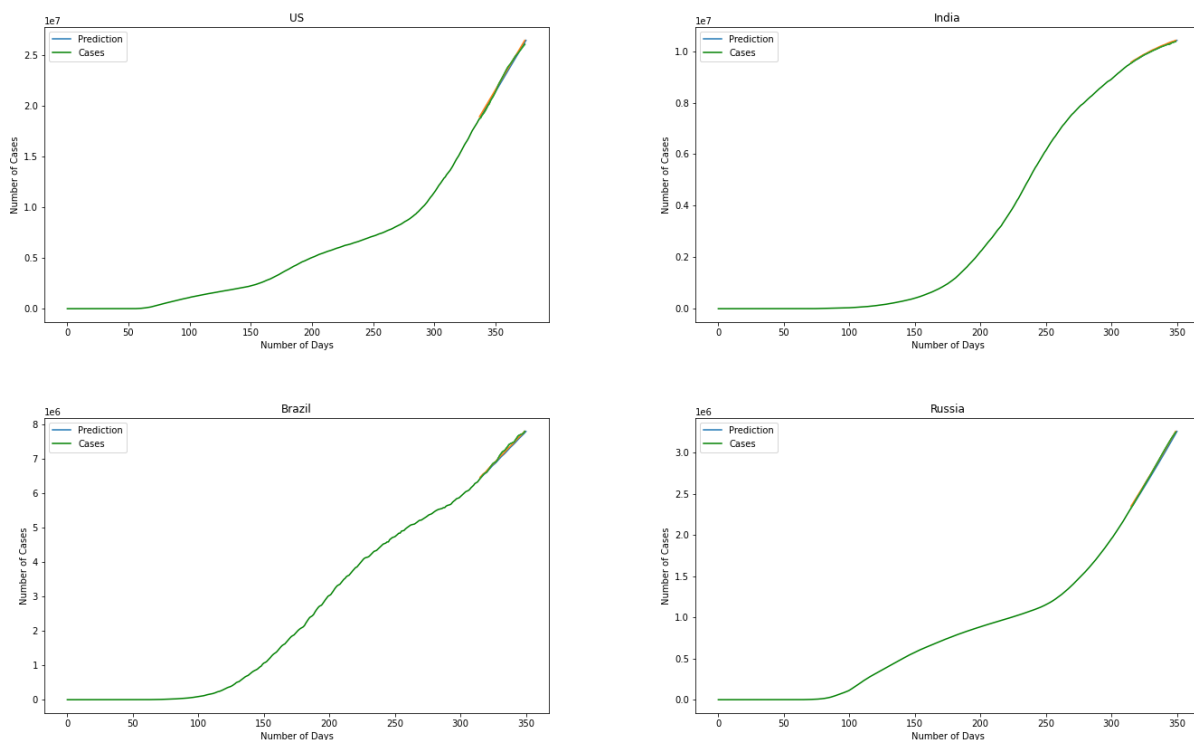 US
1e7
Prediction
Cases
2.5
2.0
1.5
1.0
0.5
0.0
Number of Cases
0 50 100 150 200 250 300 350
Number of Days
India
1e7
Prediction
Cases
1.0
0.8
0.6
0.4
0.2
0.0
Number of Cases
0 50 100 150 200 250 300 350
Number of Days
Brazil
1e6
Prediction
Cases
8
7
6
5
4
3
2
1
0
Number of Cases
0 50 100 150 200 250 300 350
Number of Days
Russia
1e6
Prediction
Cases
3.0
2.5
2.0
1.5
1.0
0.5
0.0
Number of Cases
0 50 100 150 200 250 300 350
Number of Days